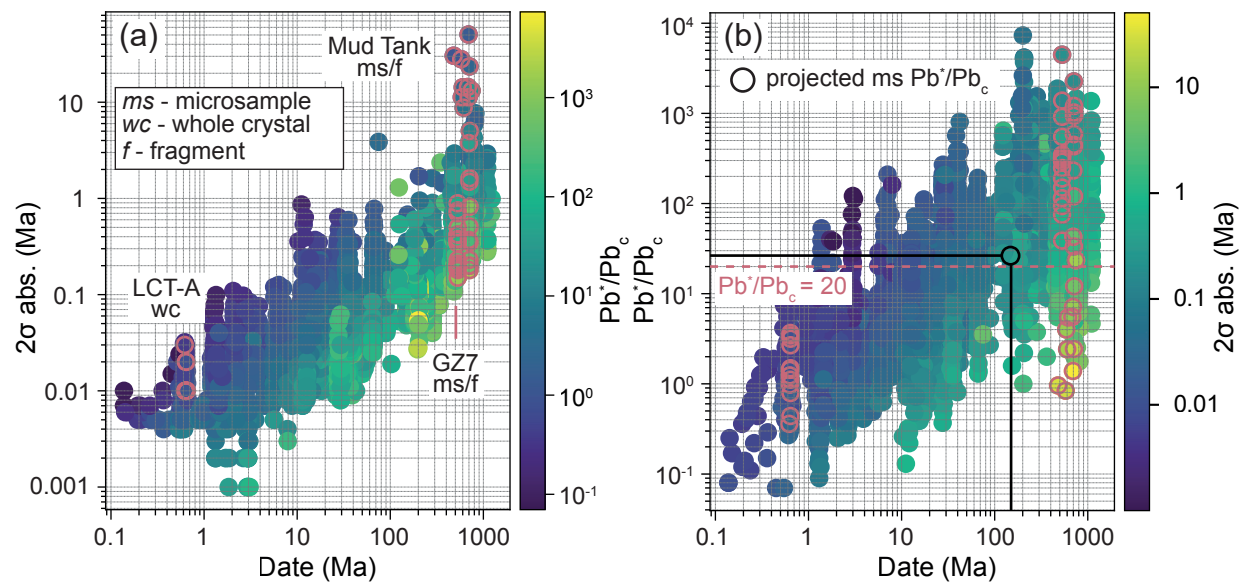 (a)
Mud Tank
ms/f
ms - microsample
wc - whole crystal
f - fragment
LCT-A
wc
GZ7
ms/f
2σ abs. (Ma)
10
1
0.1
0.01
0.001
0.1
1
10
100
1000
Date (Ma)
10³
10²
10¹
10⁰
10⁻¹
Pb*/Pbc
(b)
projected ms Pb*/Pbc
Pb*/Pbc = 20
Pb*/Pbc
10⁴
10³
10²
10¹
10⁰
10⁻¹
0.1
1
10
100
1000
Date (Ma)
10
1
0.1
0.01
2σ abs. (Ma)